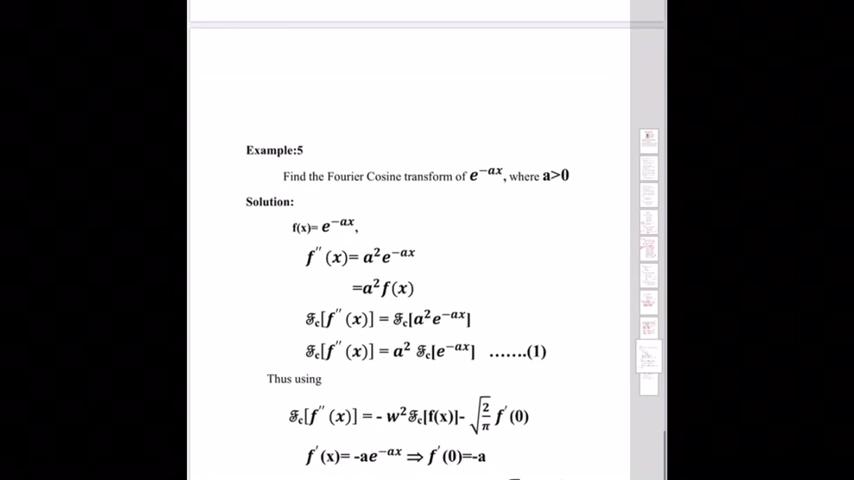 Example:5
Find the Fourier Cosine transform of e^{-ax}, where a>0
Solution:
f(x)= e^{-ax},
f''(x)= a²e^{-ax}
=a²f(x)
𝔉c[f''(x)] = 𝔉c[a²e^{-ax}]
𝔉c[f''(x)] = a² 𝔉c[e^{-ax}] …….(1)
Thus using
𝔉c[f''(x)] = - w²𝔉c[f(x)]- √(2/π) f'(0)
f'(x)= -ae^{-ax} ⟹ f'(0)=-a